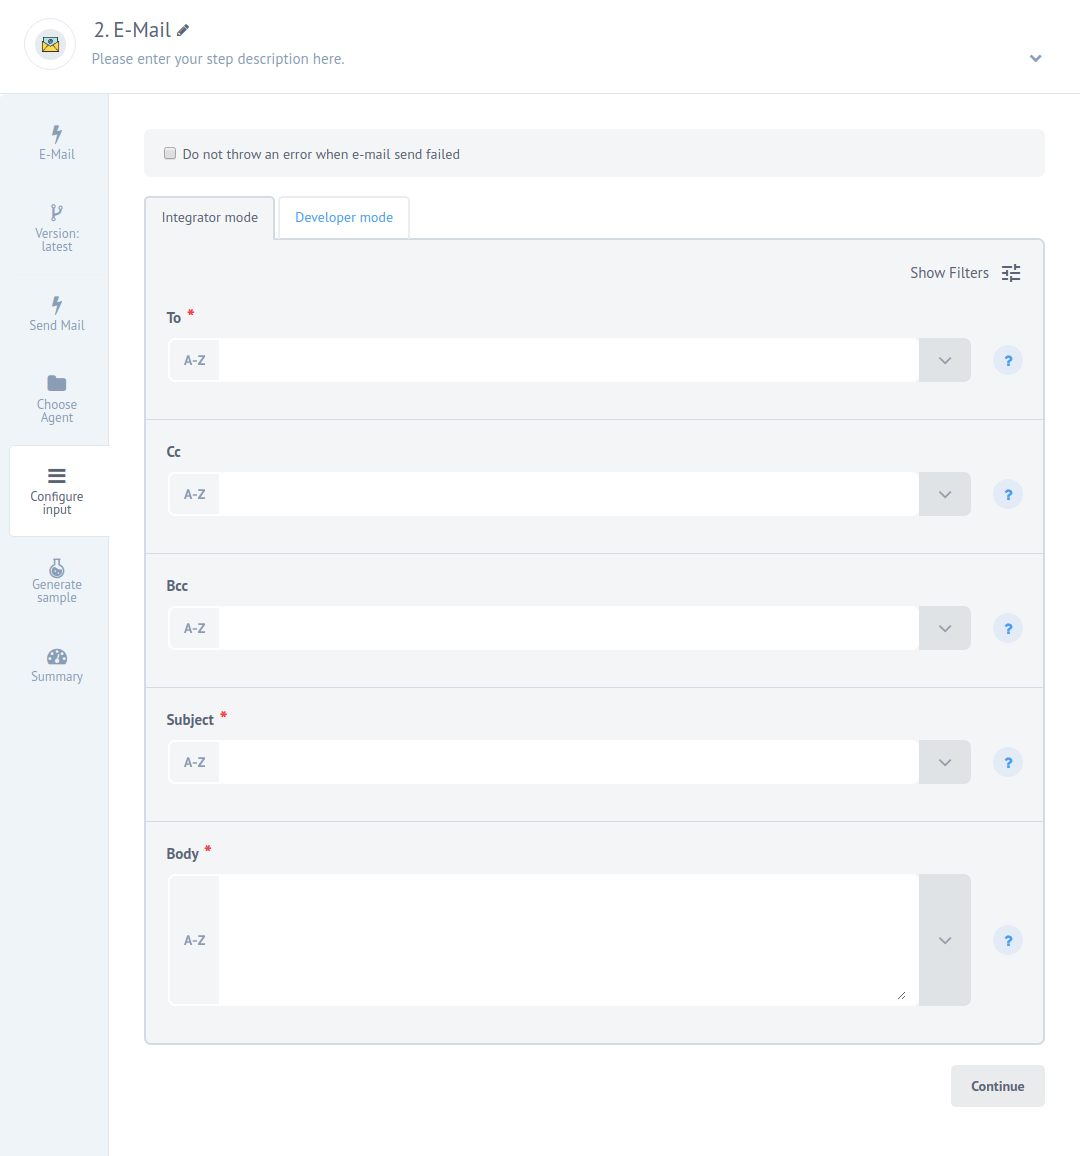 2. E-Mail
Please enter your step description here.
E-Mail
Version:
latest
Send Mail
Choose
Agent
Configure
input
Generate
sample
Summary
Do not throw an error when e-mail send failed
Integrator mode
Developer mode
Show Filters
To *
A-Z
?
Cc
A-Z
?
Bcc
A-Z
?
Subject *
A-Z
?
Body *
A-Z
?
Continue